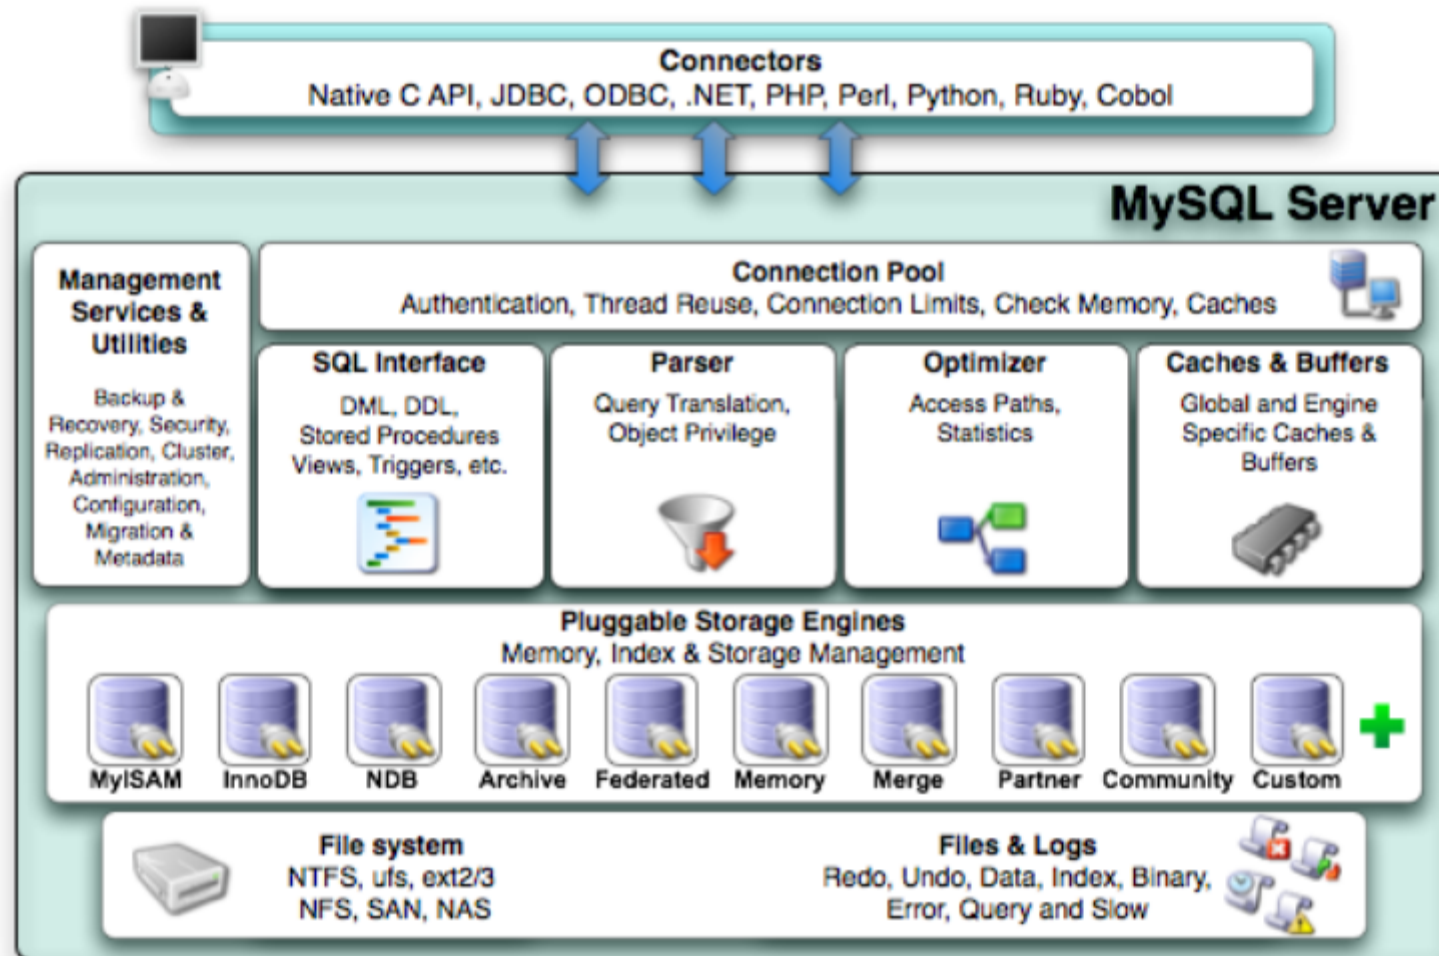 Connectors
Native C API, JDBC, ODBC, .NET, PHP, Perl, Python, Ruby, Cobol
MySQL Server
Management
Services &
Utilities
Backup &
Recovery, Security,
Replication, Cluster,
Administration,
Configuration,
Migration &
Metadata
Connection Pool
Authentication, Thread Reuse, Connection Limits, Check Memory, Caches
SQL Interface
DML, DDL,
Stored Procedures
Views, Triggers, etc.
Parser
Query Translation,
Object Privilege
Optimizer
Access Paths,
Statistics
Caches & Buffers
Global and Engine
Specific Caches &
Buffers
Pluggable Storage Engines
Memory, Index & Storage Management
MyISAM
InnoDB
NDB
Archive
Federated
Memory
Merge
Partner
Community
Custom
File system
NTFS, ufs, ext2/3
NFS, SAN, NAS
Files & Logs
Redo, Undo, Data, Index, Binary,
Error, Query and Slow